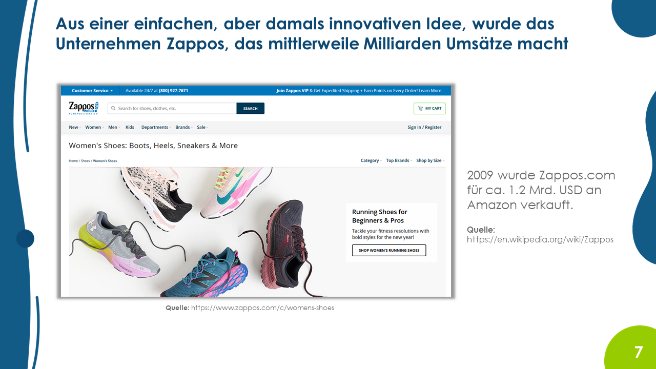 Aus einer einfachen, aber damals innovativen Idee, wurde das
Unternehmen Zappos, das mittlerweile Milliarden Umsätze macht
Customer Service
Available 24/7 at (800) 927-7671
Join Zappos VIP & Get Expedited Shipping + Earn Points on Every Order! Learn More
Zappos
Search for shoes, clothes, etc.
SEARCH
MY CART
New Women Men Kids Departments Brands Sale
Sign In / Register
Women's Shoes: Boots, Heels, Sneakers & More
Home / Shoes / Women's Shoes
Category Top Brands Shop by Size
Running Shoes for
Beginners & Pros
Tackle your fitness resolutions with
bold styles for the new year!
SHOP WOMEN'S RUNNING SHOES
Quelle: https://www.zappos.com/c/womens-shoes
2009 wurde Zappos.com
für ca. 1.2 Mrd. USD an
Amazon verkauft.
Quelle:
https://en.wikipedia.org/wiki/Zappos
7